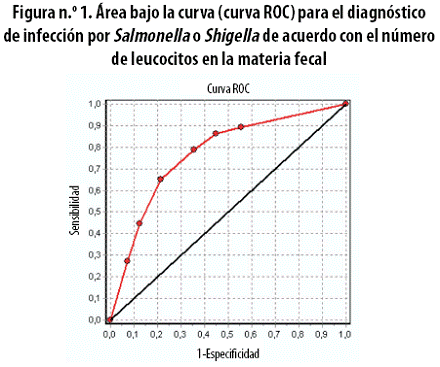 Figura n.º 1. Área bajo la curva (curva ROC) para el diagnóstico
de infección por Salmonella o Shigella de acuerdo con el número
de leucocitos en la materia fecal
Curva ROC
Sensibilidad
1,0
0,9
0,8
0,7
0,6
0,5
0,4
0,3
0,2
0,1
0,0
0,0 0,1 0,2 0,3 0,4 0,5 0,6 0,7 0,8 0,9 1,0
1-Especificidad